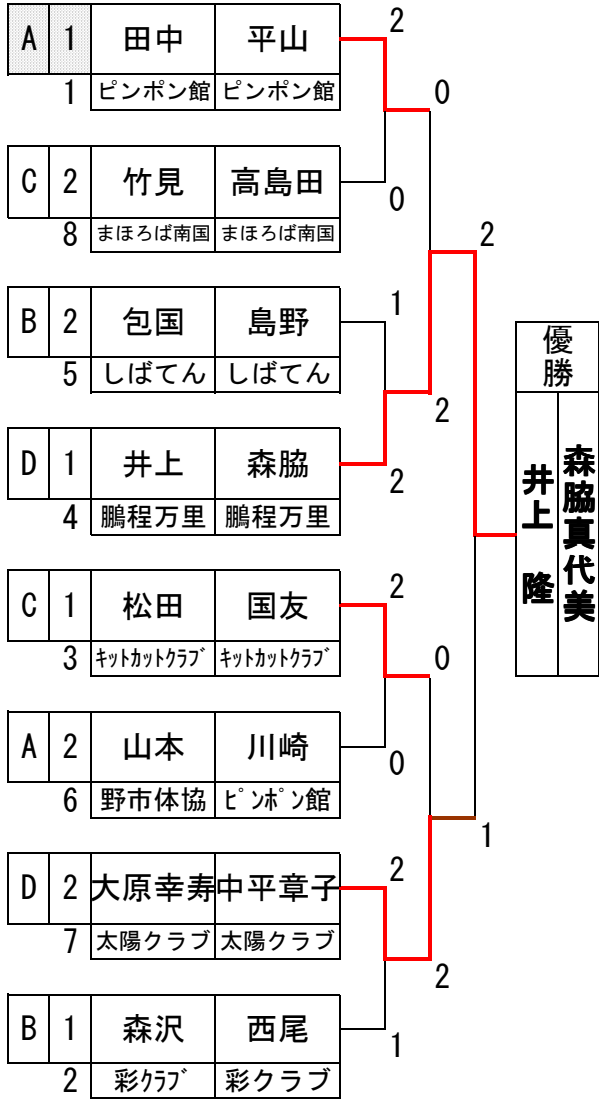 A 1 田中 平山 2
1 ピンポン館 ピンポン館 0
C 2 竹見 高島田 0
8 まほろば南国 まほろば南国 2
B 2 包国 島野 1
5 しばてん しばてん 2
D 1 井上 森脇 2
4 鵬程万里 鵬程万里
優勝
井上 隆
森脇真代美
C 1 松田 国友 2
3 ｷｯﾄｶｯﾄｸﾗﾌﾞ ｷｯﾄｶｯﾄｸﾗﾌﾞ 0
A 2 山本 川崎 0
6 野市体協 ﾋﾟﾝﾎﾟﾝ館 1
D 2 大原幸寿 中平章子 2
7 太陽クラブ 太陽クラブ 2
B 1 森沢 西尾 1
2 彩ｸﾗﾌﾞ 彩クラブ